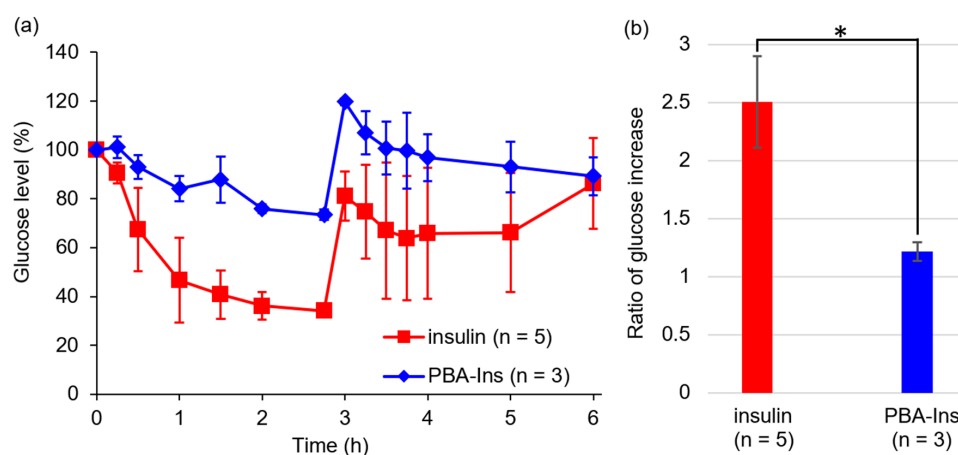 (a)
Glucose level (%)
140
120
100
80
60
40
20
0
0 1 2 3 4 5 6
Time (h)
insulin (n = 5)
PBA-Ins (n = 3)
(b)
Ratio of glucose increase
3
2.5
2
1.5
1
0.5
0
*
insulin
(n = 5)
PBA-Ins
(n = 3)